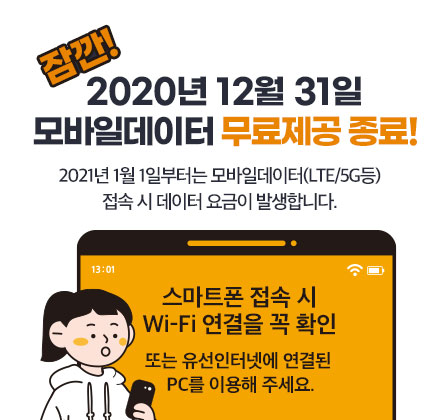 잠깐!
2020년 12월 31일
모바일데이터 무료제공 종료!
2021년 1월 1일부터는 모바일데이터(LTE/5G등)
접속 시 데이터 요금이 발생합니다.
13:01
스마트폰 접속 시
Wi-Fi 연결을 꼭 확인
또는 유선인터넷에 연결된
PC를 이용해 주세요.